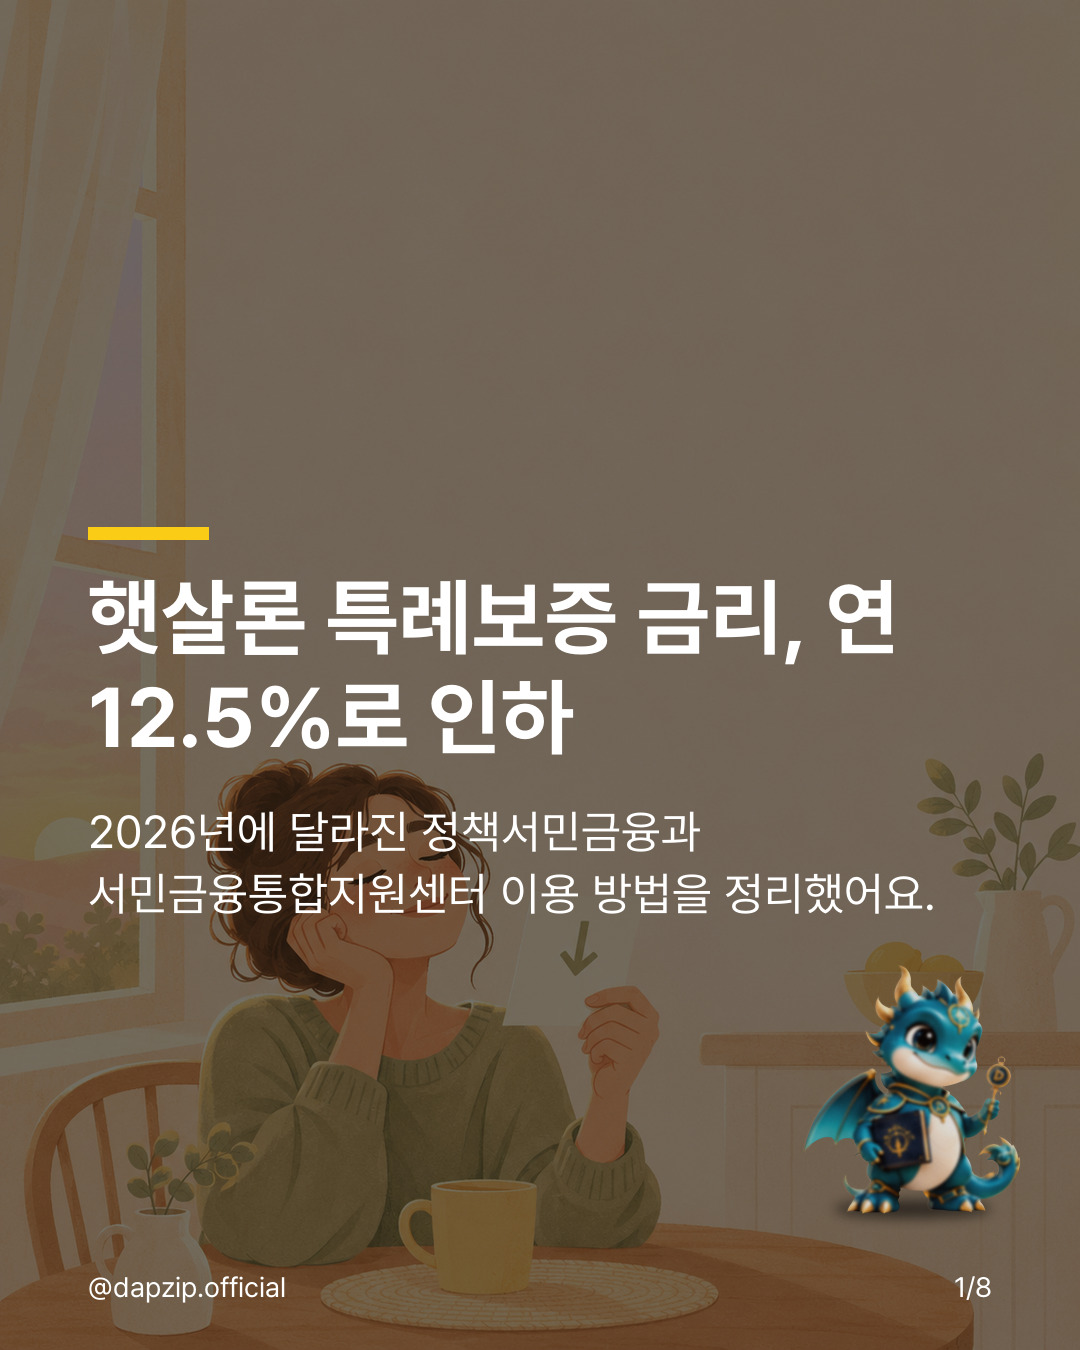 햇살론 특례보증 금리, 연
12.5%로 인하
2026년에 달라진 정책서민금융과
서민금융통합지원센터 이용 방법을 정리했어요.
@dapzip.official
1/8